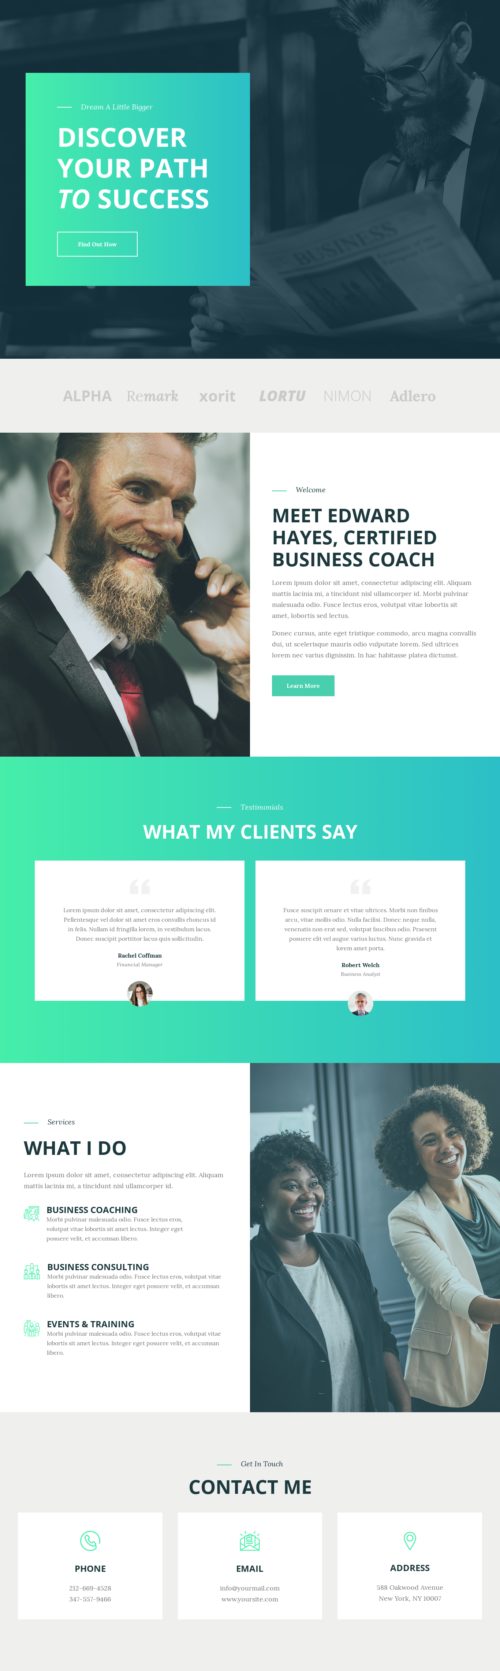 Dream A Little Bigger
DISCOVER
YOUR PATH
TO SUCCESS
Find Out How
BUSINESS
ALPHA
Remark
xorit
LORTU
NIMON
Adlero
Welcome
MEET EDWARD
HAYES, CERTIFIED
BUSINESS COACH
Lorem ipsum dolor sit amet, consectetur adipiscing elit. Aliquam
mattis lacinia mi, a tincidunt nisl ullamcorper id. Morbi pulvinar
malesuada odio. Fusce lectus eros, volutpat vitae lobortis sit
amet, lobortis sed lectus.
Donec cursus, ante eget tristique commodo, arcu magna convallis
dui, ut scelerisque mauris odio vulputate lorem. Sed ultrices
lorem nec varius dignissim. In hac habitasse platea dictumst.
Learn More
Testimonials
WHAT MY CLIENTS SAY
Lorem ipsum dolor sit amet, consectetur adipiscing elit.
Pellentesque vel dolor sit amet eros convallis rhoncus id
in felis. Nullam id fringilla lorem, in vestibulum lacus.
Donec suscipit porttitor lacus quis sollicitudin.
Rachel Coffman
Financial Manager
Fusce suscipit ornare et vitae ultrices. Morbi non finibus
arcu, vitae mollis odio. Nulla facilisi. Donec neque nulla,
venenatis non erat sed, volutpat faucibus odio. Praesent
posuere elit vel augue varius luctus. Nunc gravida et
lorem eget porta.
Robert Welch
Business Analyst
Services
WHAT I DO
Lorem ipsum dolor sit amet, consectetur adipiscing elit. Aliquam
mattis lacinia mi, a tincidunt nisl ullamcorper id.
BUSINESS COACHING
Morbi pulvinar malesuada odio. Fusce lectus eros,
volutpat vitae lobortis sit amet lectus. Integer eget
posuere velit, et accumsan libero.
BUSINESS CONSULTING
Morbi pulvinar malesuada odio. Fusce lectus eros, volutpat vitae
lobortis sit amet lectus. Integer eget posuere velit, et accumsan
libero.
EVENTS & TRAINING
Morbi pulvinar malesuada odio. Fusce lectus eros, volutpat vitae
lobortis sit amet lectus. Integer eget posuere velit, et accumsan
libero.
Get In Touch
CONTACT ME
PHONE
212-669-4528
347-557-9466
EMAIL
info@yourmail.com
www.yoursite.com
ADDRESS
588 Oakwood Avenue
New York, NY 10007